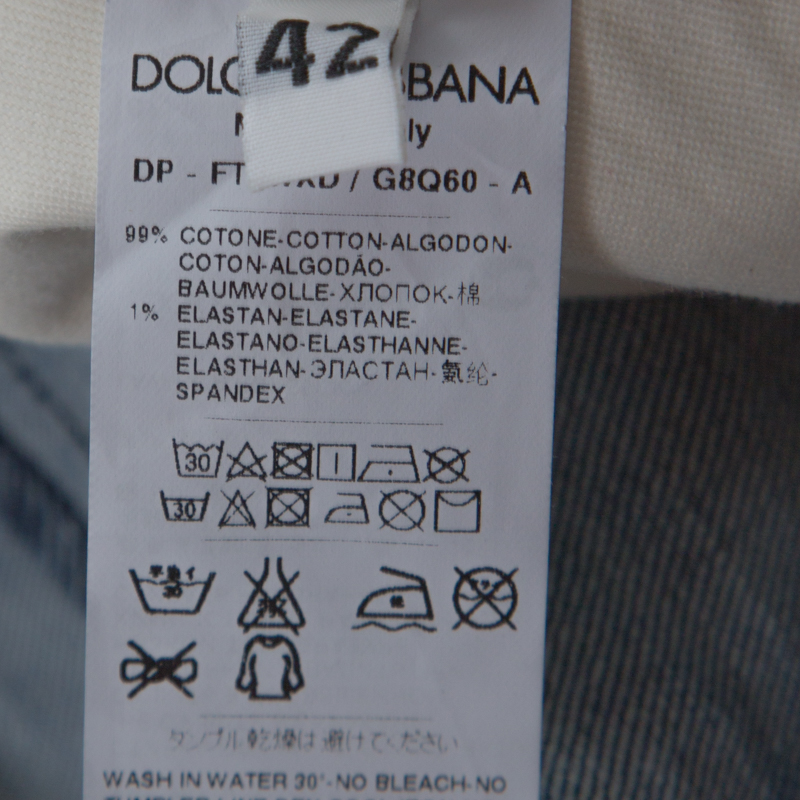 42
DOLC BBANA
ly
DP - FT / G8Q60 - A
99% COTONE-COTTON-ALGODON-
COTON-ALGODÃO-
BAUMWOLLE-ХЛОПОК-棉
1% ELASTAN-ELASTANE-
ELASTANO-ELASTHANNE-
ELASTHAN-ЭЛАСТАН-氨纶-
SPANDEX
30
30
30
タンブル乾燥は避けてください
WASH IN WATER 30°-NO BLEACH-NO